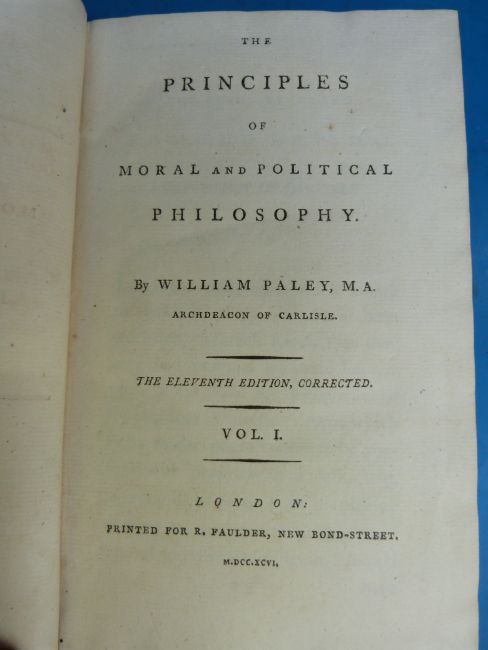 THE
PRINCIPLES
OF
MORAL AND POLITICAL
PHILOSOPHY.
By WILLIAM PALEY, M.A.
ARCHDEACON OF CARLISLE.
THE ELEVENTH EDITION, CORRECTED.
VOL. I.
LONDON:
PRINTED FOR R. FAULDER, NEW BOND-STREET.
M.DCC.XCVI.